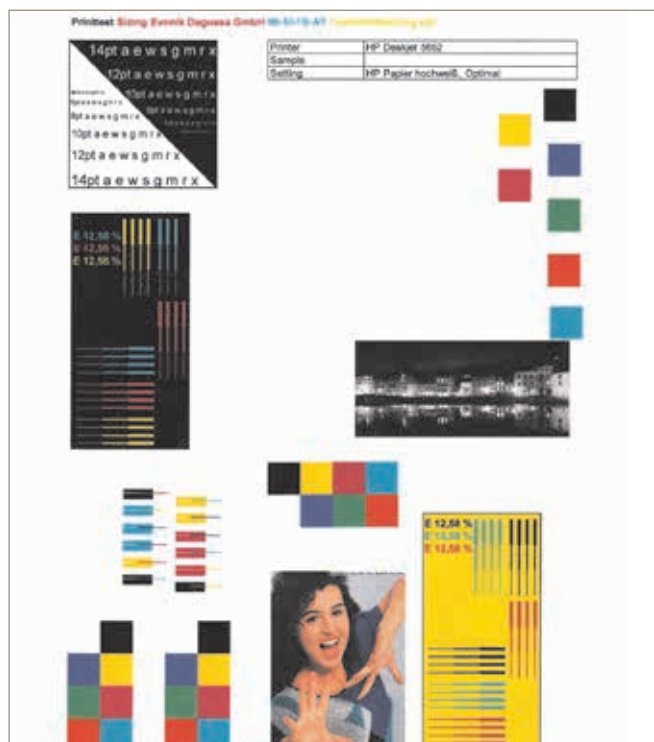 Printtest Sizing Evonik Degussa GmbH
Printer HP Deskjet 5652
Sample
Setting HP Papier hochweiß, Optimal
14pt a e w s g m r x
12pt a e w s g m r x
10pt a e w s g m r x
8pt a e w s g m r x
10pt a e w s g m r x
12pt a e w s g m r x
14pt a e w s g m r x
E 12,58 %
E 12,58 %
E 12,58 %
E 12,58 %
E 12,58 %
E 12,58 %